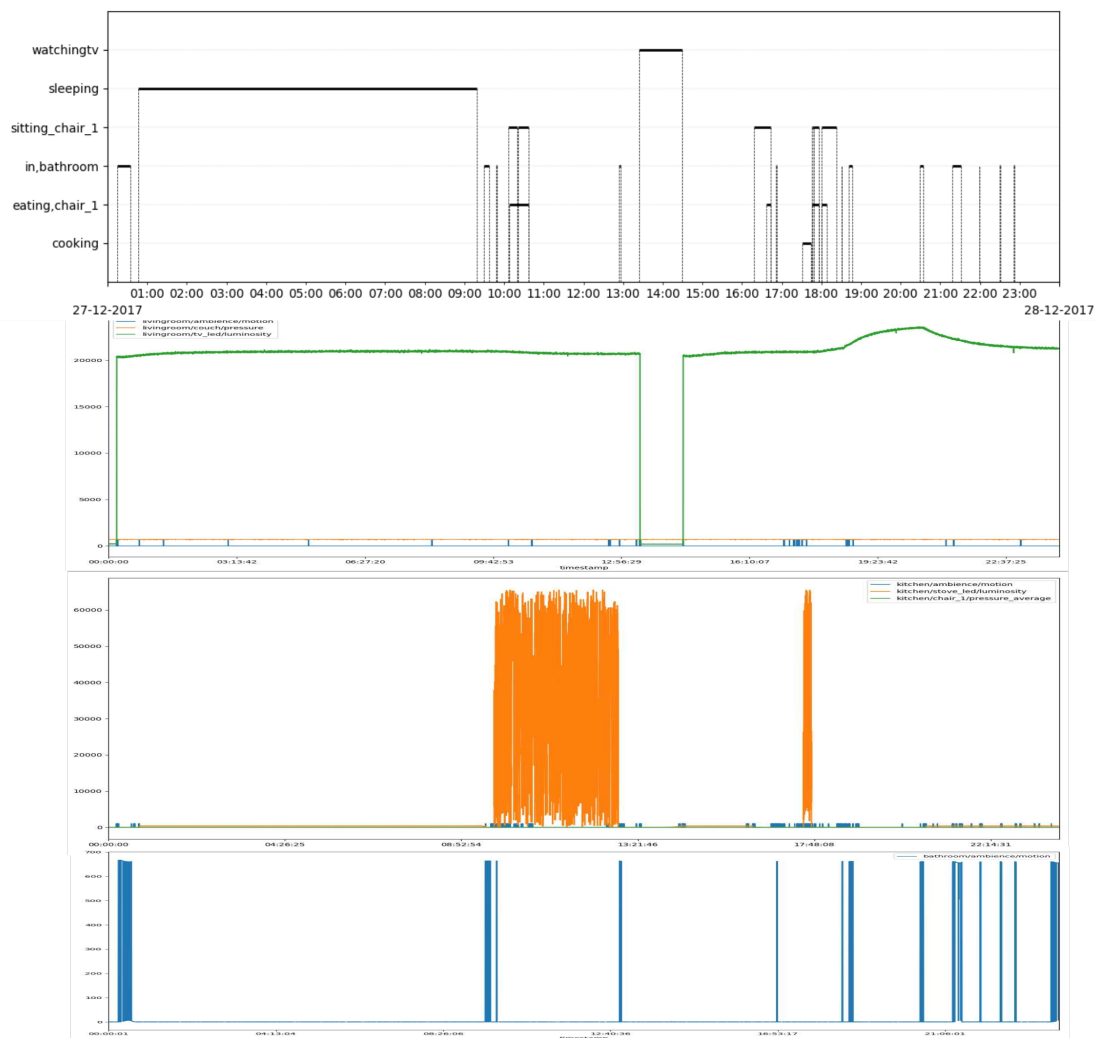 watchingtv
sleeping
sitting_chair_1
in,bathroom
eating,chair_1
cooking
01:00 02:00 03:00 04:00 05:00 06:00 07:00 08:00 09:00 10:00 11:00 12:00 13:00 14:00 15:00 16:00 17:00 18:00 19:00 20:00 21:00 22:00 23:00
27-12-2017 28-12-2017
livingroom/ambience/motion
livingroom/couch/pressure
livingroom/tv_led/luminosity
20000
15000
10000
5000
0
00:00:00 03:13:42 06:27:20 09:42:53 12:56:29 16:10:07 19:23:42 22:37:25
timestamp
kitchen/ambience/motion
kitchen/stove_led/luminosity
kitchen/chair_1/pressure_average
60000
50000
40000
30000
20000
10000
0
00:00:00 04:26:25 08:52:54 13:21:46 17:48:08 22:14:31
bathroom/ambience/motion
700
600
500
400
300
200
100
0
00:00:01 04:13:04 08:26:06 12:40:36 16:53:17 21:06:01